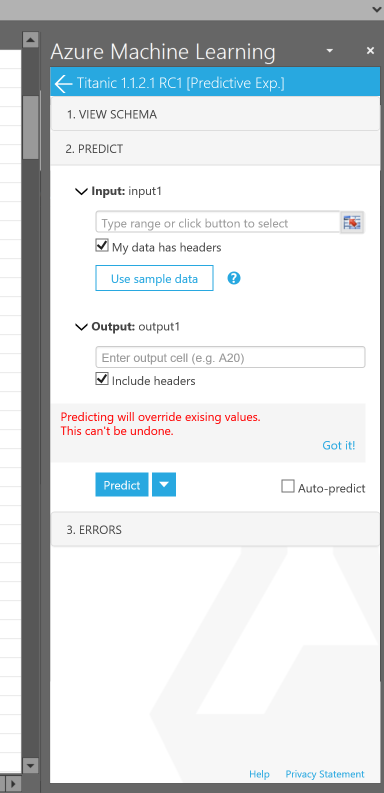 Azure Machine Learning
Titanic 1.1.2.1 RC1 [Predictive Exp.]
1. VIEW SCHEMA
2. PREDICT
Input: input1
Type range or click button to select
My data has headers
Use sample data
?
Output: output1
Enter output cell (e.g. A20)
Include headers
Predicting will override exising values.
This can't be undone.
Got it!
Predict
Auto-predict
3. ERRORS
Help Privacy Statement